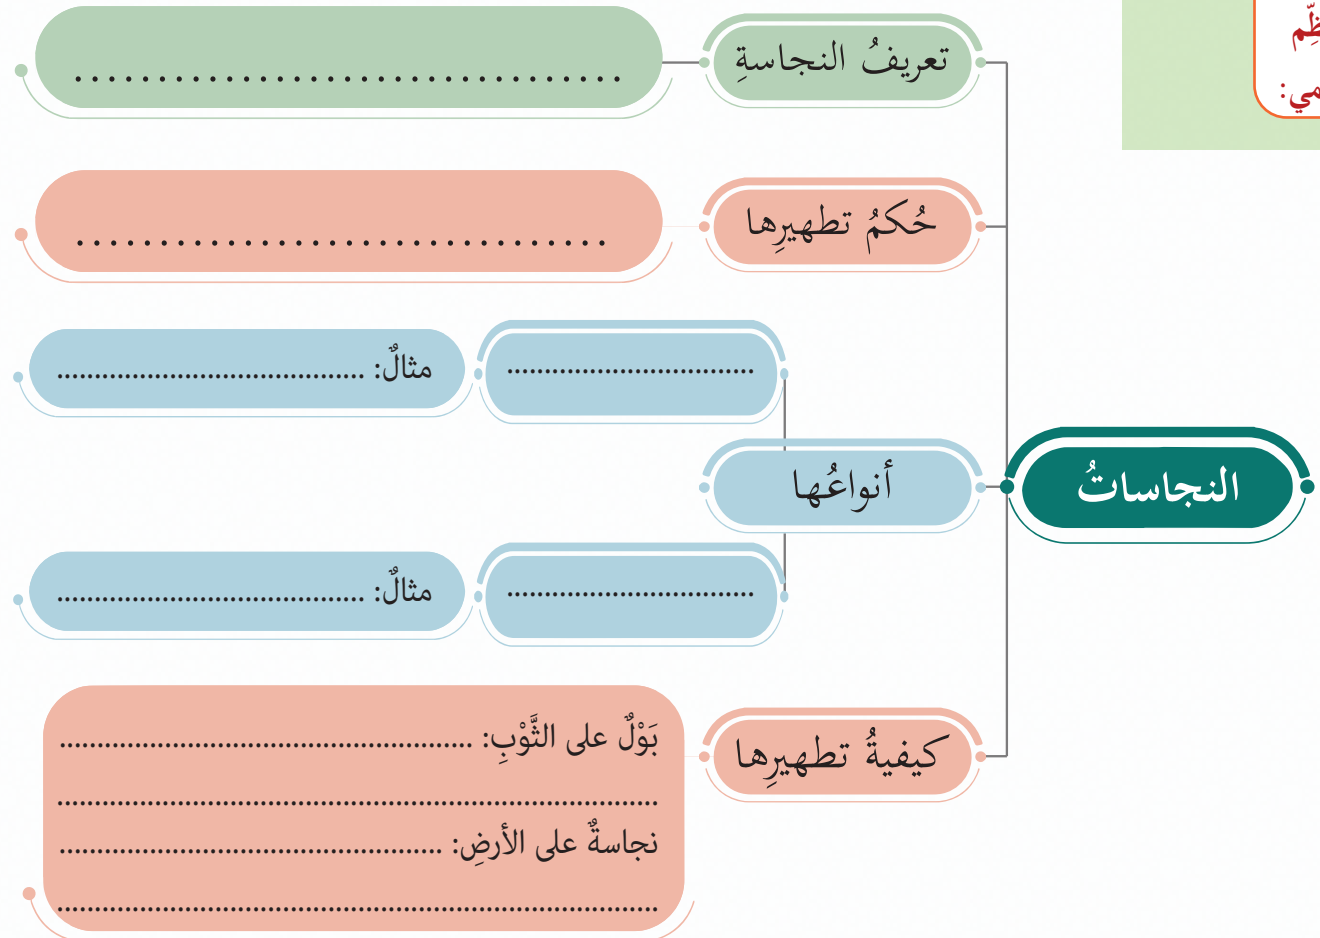 تعريفُ النجاسةِ
................................
حُكمُ تطهيرِها
................................
النجاساتُ
أنواعُها
................................
مثالٌ: ........................................
................................
مثالٌ: ........................................
كيفيةُ تطهيرِها
بَوْلٌ على الثَّوْبِ: ......................................................
................................................................................
نجاسةٌ على الأرضِ: ..................................................
................................................................................